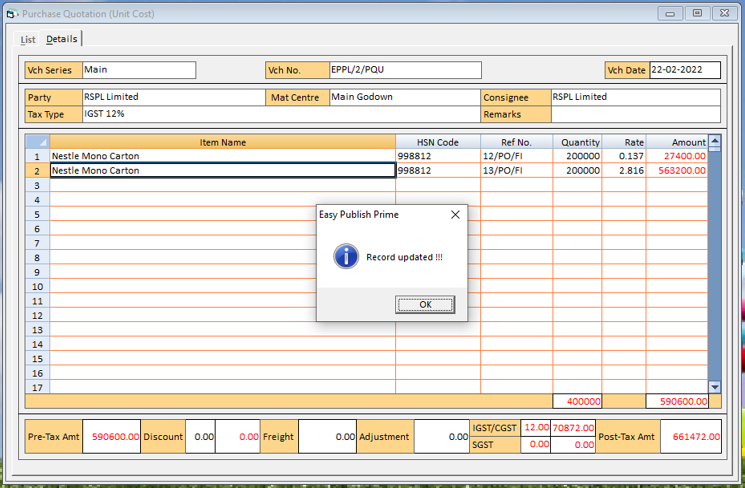 Purchase Quotation (Unit Cost)
List Details
Vch Series Main Vch No. EPPL/2/PQU Vch Date 22-02-2022
Party RSPL Limited Mat Centre Main Godown Consignee RSPL Limited
Tax Type IGST 12% Remarks
Item Name HSN Code Ref No. Quantity Rate Amount
1 Nestle Mono Carton 998812 12/PO/FI 200000 0.137 27400.00
2 Nestle Mono Carton 998812 13/PO/FI 200000 2.816 563200.00
3
4
5
6
7
8
9
10
11
12
13
14
15
16
17
Easy Publish Prime
Record updated !!!
OK
400000 590600.00
Pre-Tax Amt 590600.00 Discount 0.00 0.00 Freight 0.00 Adjustment 0.00 IGST/CGST 12.00 70872.00 Post-Tax Amt 661472.00
SGST 0.00 0.00